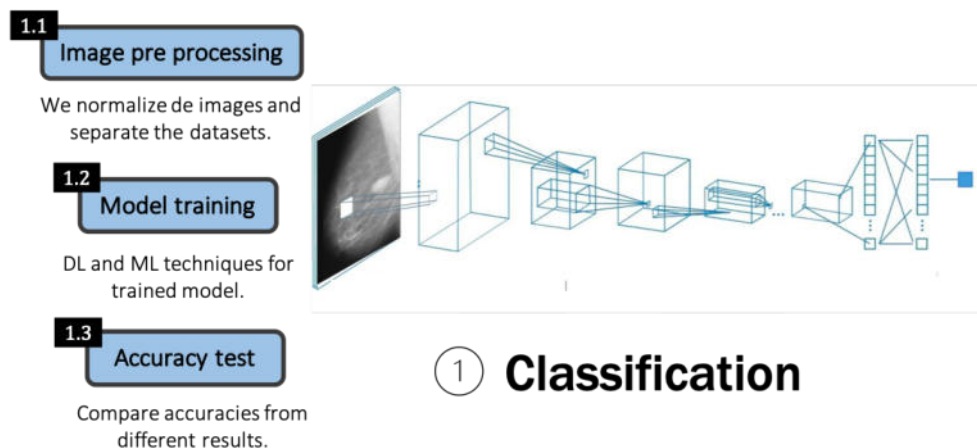 1.1
Image pre processing
We normalize de images and
separate the datasets.
1.2
Model training
DL and ML techniques for
trained model.
1.3
Accuracy test
Compare accuracies from
different results.
...
1 Classification